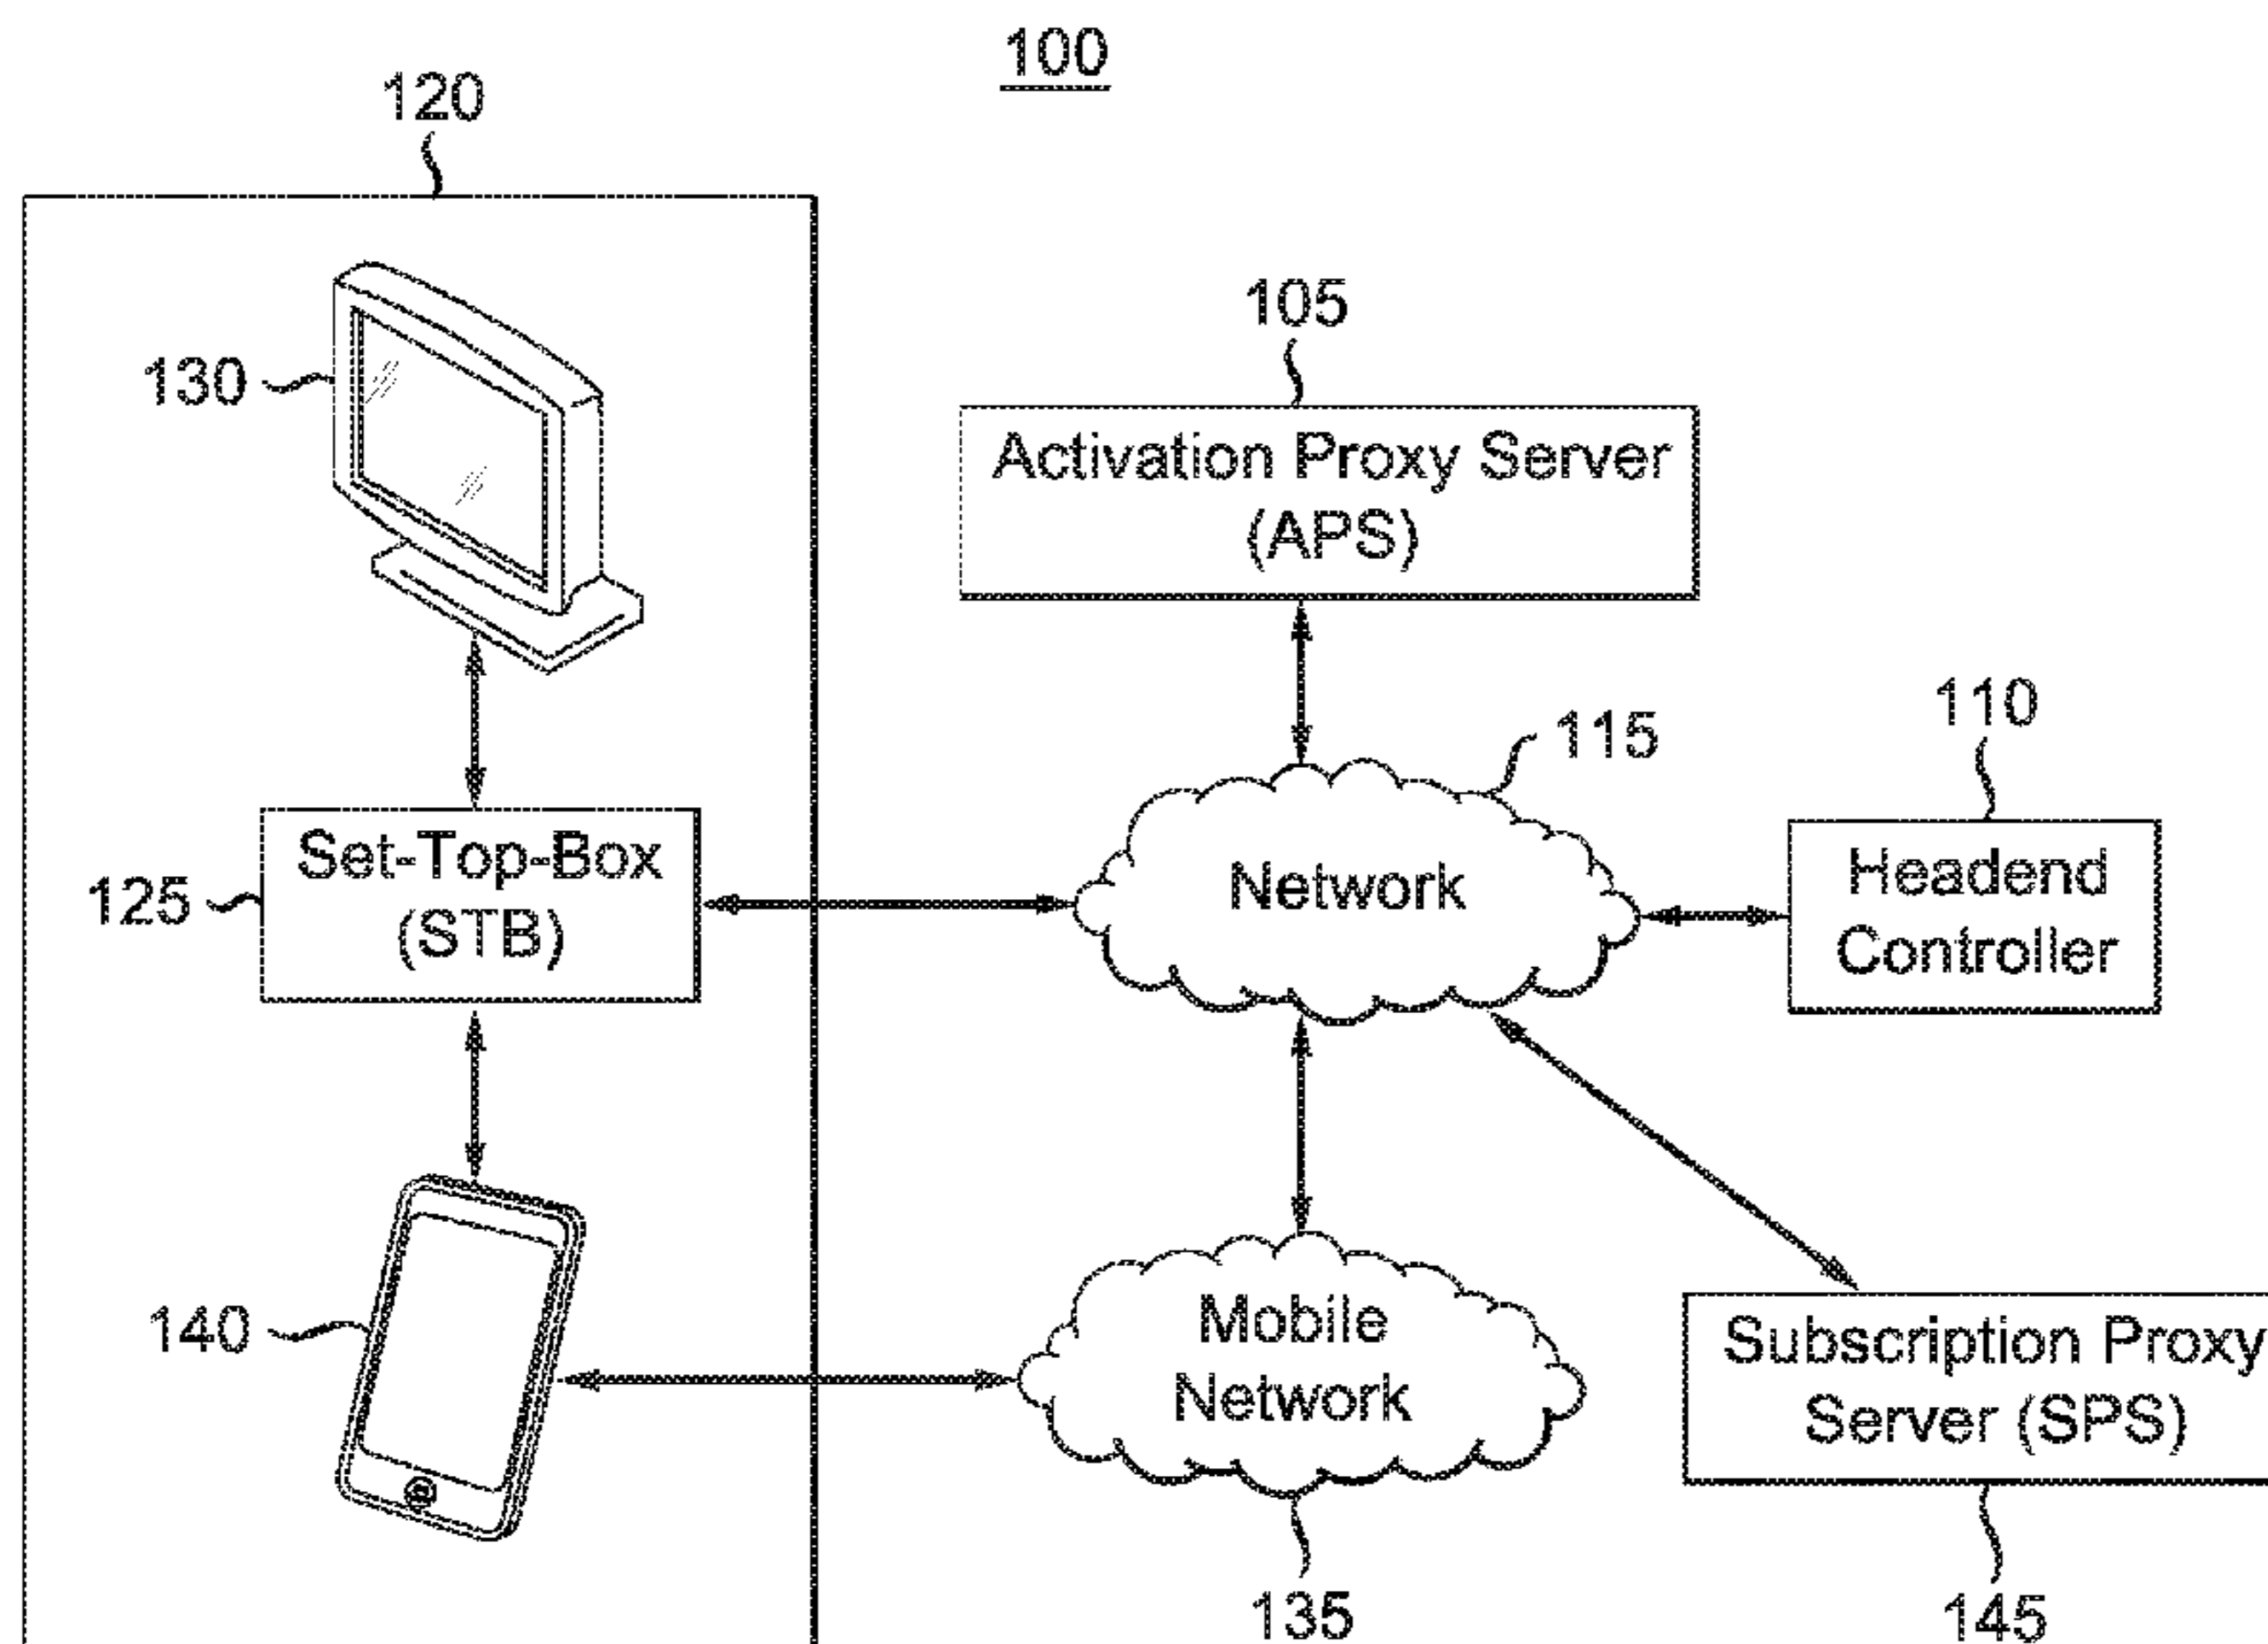 100
120
130
105
Activation Proxy Server
(APS)
115
110
Set-Top-Box
(STB)
125
Network
Headend
Controller
140
Mobile
Network
Subscription Proxy
Server (SPS)
135
145